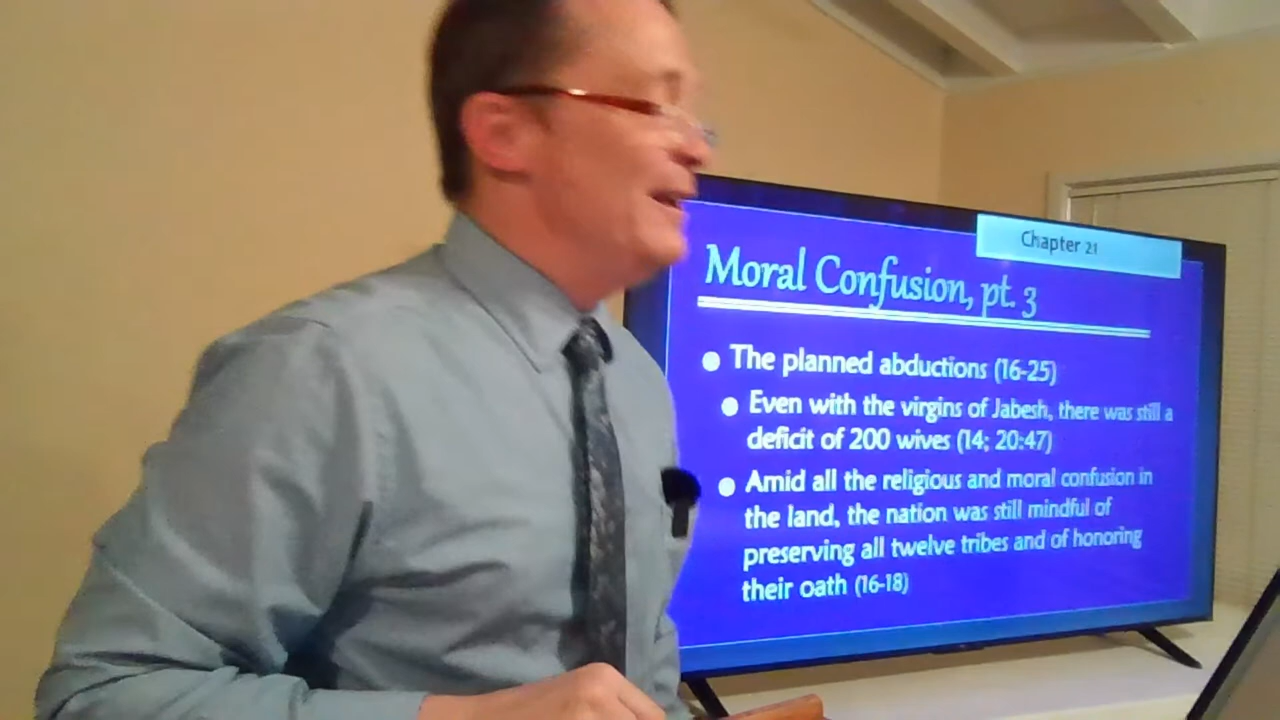 Chapter 21
Moral Confusion, pt. 3
The planned abductions (16-25)
Even with the virgins of Jabesh, there was still a
deficit of 200 wives (14; 20:47)
Amid all the religious and moral confusion in
the land, the nation was still mindful of
preserving all twelve tribes and of honoring
their oath (16-18)